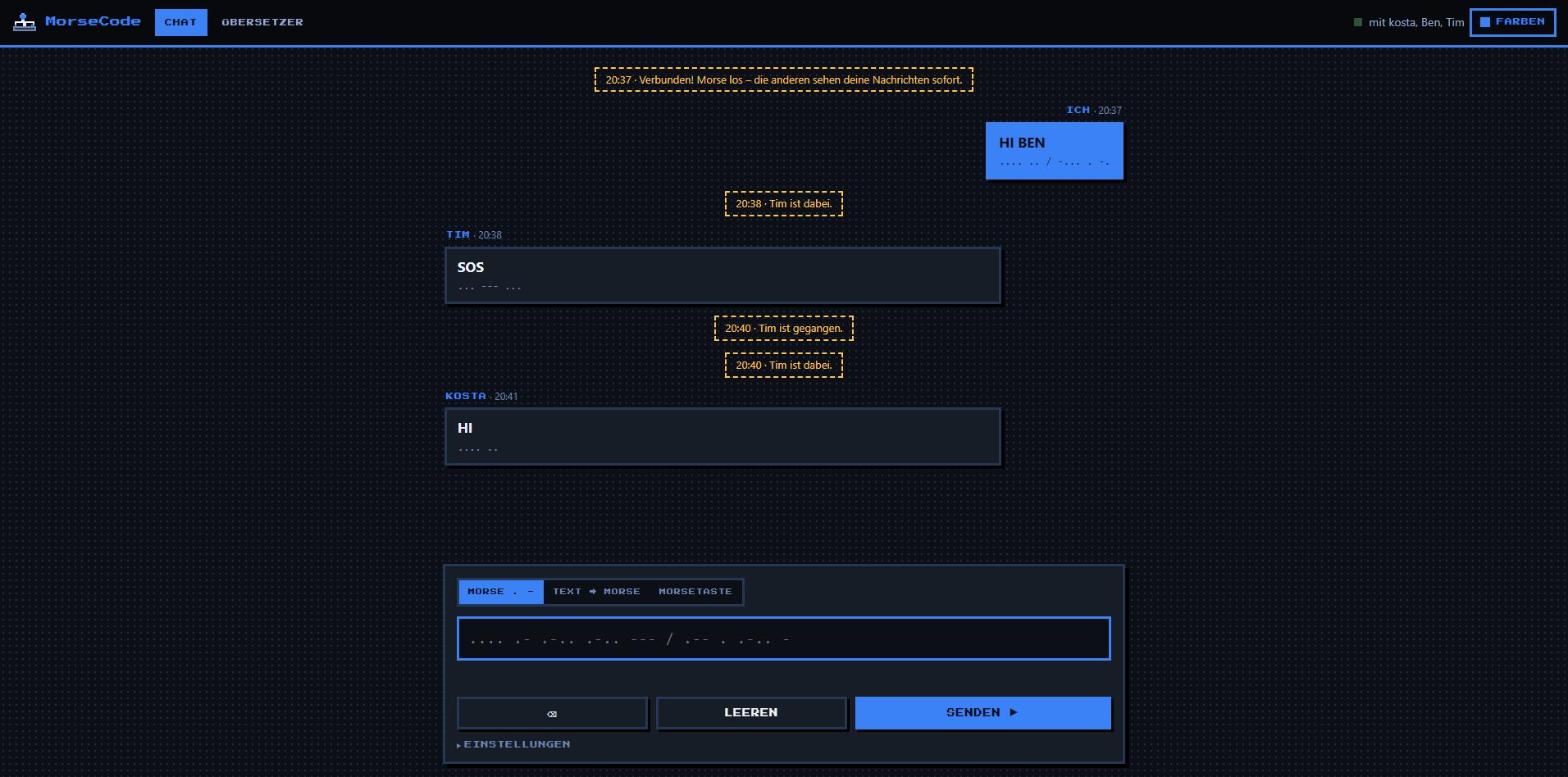 MorseCode CHAT ÜBERSETZER mit kosta, Ben, Tim FARBEN
20:37 · Verbunden! Morse los – die anderen sehen deine Nachrichten sofort.
ICH · 20:37
HI BEN
.... .. / -... . -.
20:38 · Tim ist dabei.
TIM · 20:38
SOS
... --- ...
20:40 · Tim ist gegangen.
20:40 · Tim ist dabei.
KOSTA · 20:41
HI
.... ..
MORSE . - TEXT → MORSE MORSETASTE
.... .- .-.. .-.. --- / .-- . .-.. -
⌫ LEEREN SENDEN ►
▸ EINSTELLUNGEN